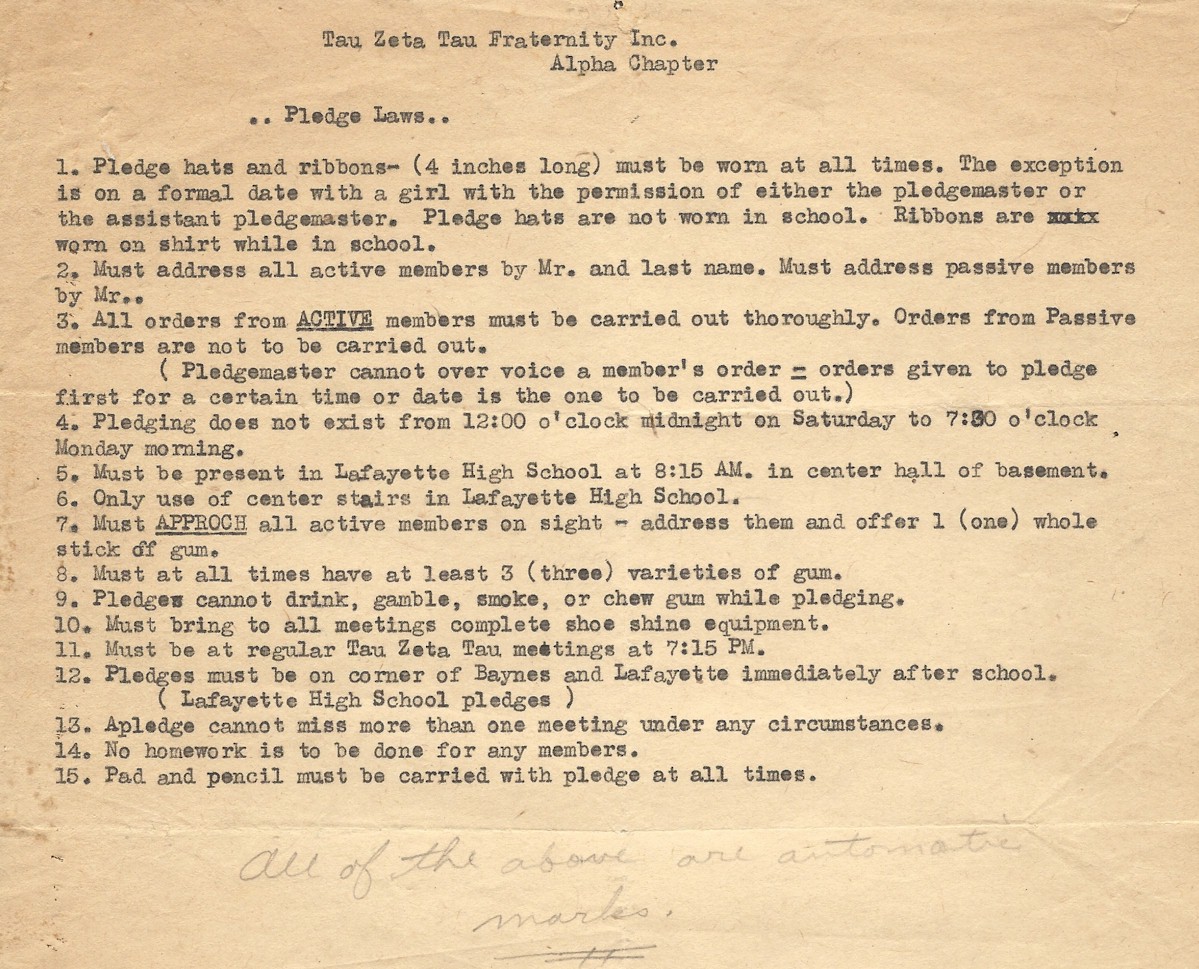 Tau Zeta Tau Fraternity Inc.
Alpha Chapter
.. Pledge Laws..
1. Pledge hats and ribbons- (4 inches long) must be worn at all times. The exception
is on a formal date with a girl with the permission of either the pledgemaster or
the assistant pledgemaster. Pledge hats are not worn in school. Ribbons are
worn on shirt while in school.
2. Must address all active members by Mr. and last name. Must address passive members
by Mr..
3. All orders from ACTIVE members must be carried out thoroughly. Orders from Passive
members are not to be carried out.
( Pledgemaster cannot over voice a member's order - orders given to pledge
first for a certain time or date is the one to be carried out.)
4. Pledging does not exist from 12:00 o'clock midnight on Saturday to 7:30 o'clock
Monday morning.
5. Must be present in Lafayette High School at 8:15 AM. in center hall of basement.
6. Only use of center stairs in Lafayette High School.
7. Must APPROCH all active members on sight - address them and offer 1 (one) whole
stick of gum.
8. Must at all times have at least 3 (three) varieties of gum.
9. Pledges cannot drink, gamble, smoke, or chew gum while pledging.
10. Must bring to all meetings complete shoe shine equipment.
11. Must be at regular Tau Zeta Tau meetings at 7:15 PM.
12. Pledges must be on corner of Baynes and Lafayette immediately after school.
( Lafayette High School pledges )
13. Apledge cannot miss more than one meeting under any circumstances.
14. No homework is to be done for any members.
15. Pad and pencil must be carried with pledge at all times.
All of the above are automatic
marks.